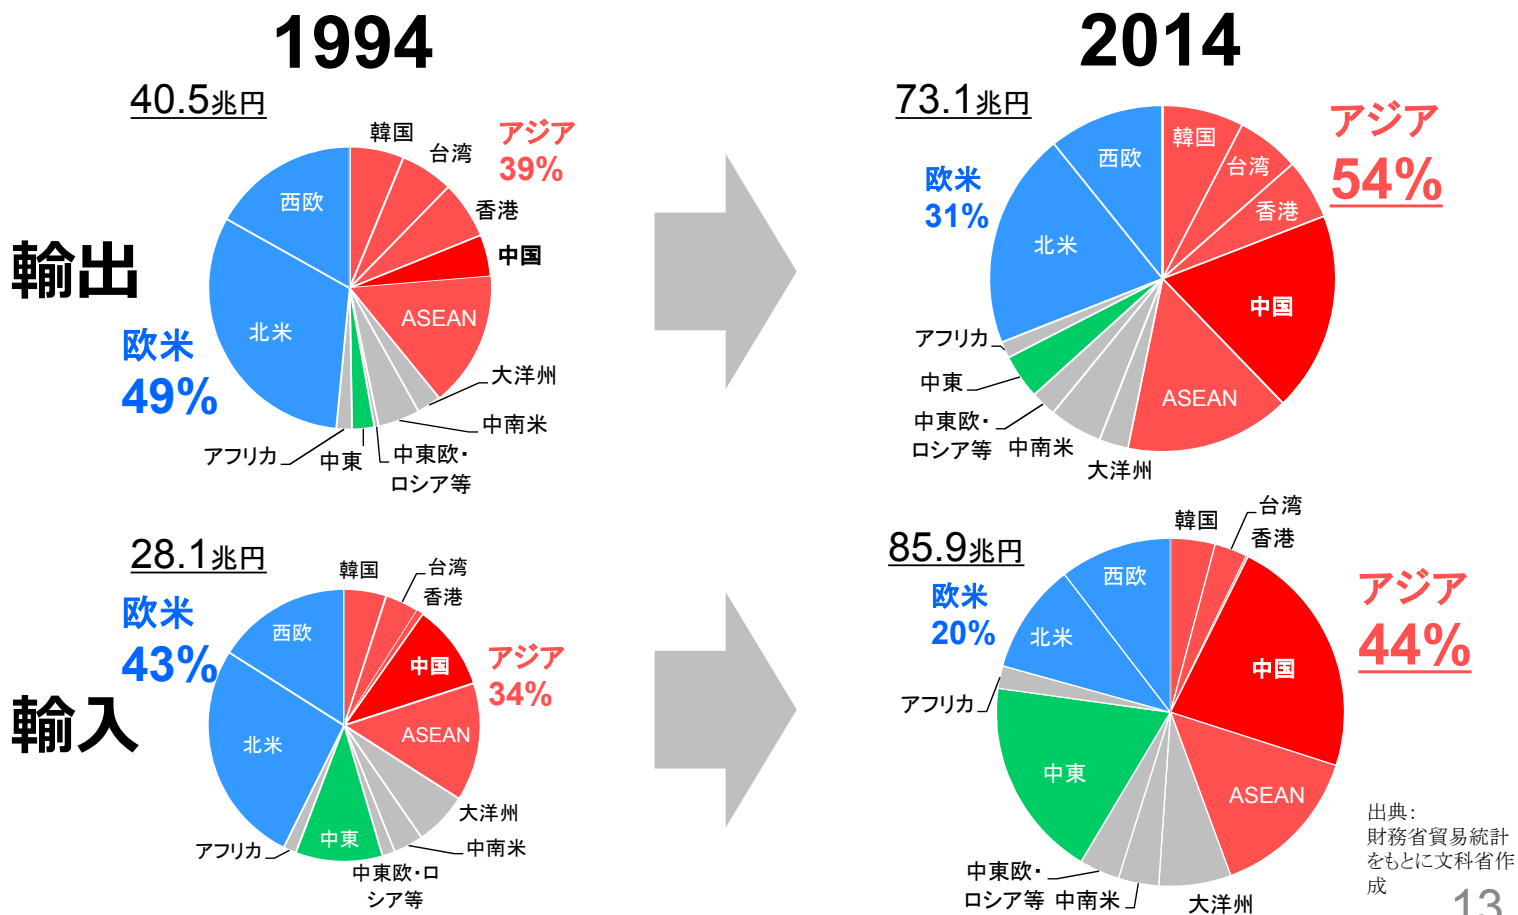 1994
2014
輸出
40.5兆円
韓国
台湾
アジア
39%
香港
中国
ASEAN
大洋州
中南米
中東欧・
ロシア等
中東
アフリカ
北米
西欧
欧米
49%
73.1兆円
韓国
台湾
香港
アジア
54%
中国
ASEAN
大洋州
中南米
中東欧・
ロシア等
中東
アフリカ
北米
西欧
欧米
31%
輸入
28.1兆円
韓国
台湾
香港
中国
アジア
34%
ASEAN
大洋州
中南米
中東欧・ロ
シア等
中東
アフリカ
北米
西欧
欧米
43%
85.9兆円
韓国
台湾
香港
中国
アジア
44%
ASEAN
大洋州
中南米
中東欧・
ロシア等
中東
アフリカ
北米
西欧
欧米
20%
出典：
財務省貿易統計
をもとに文科省作
成
13